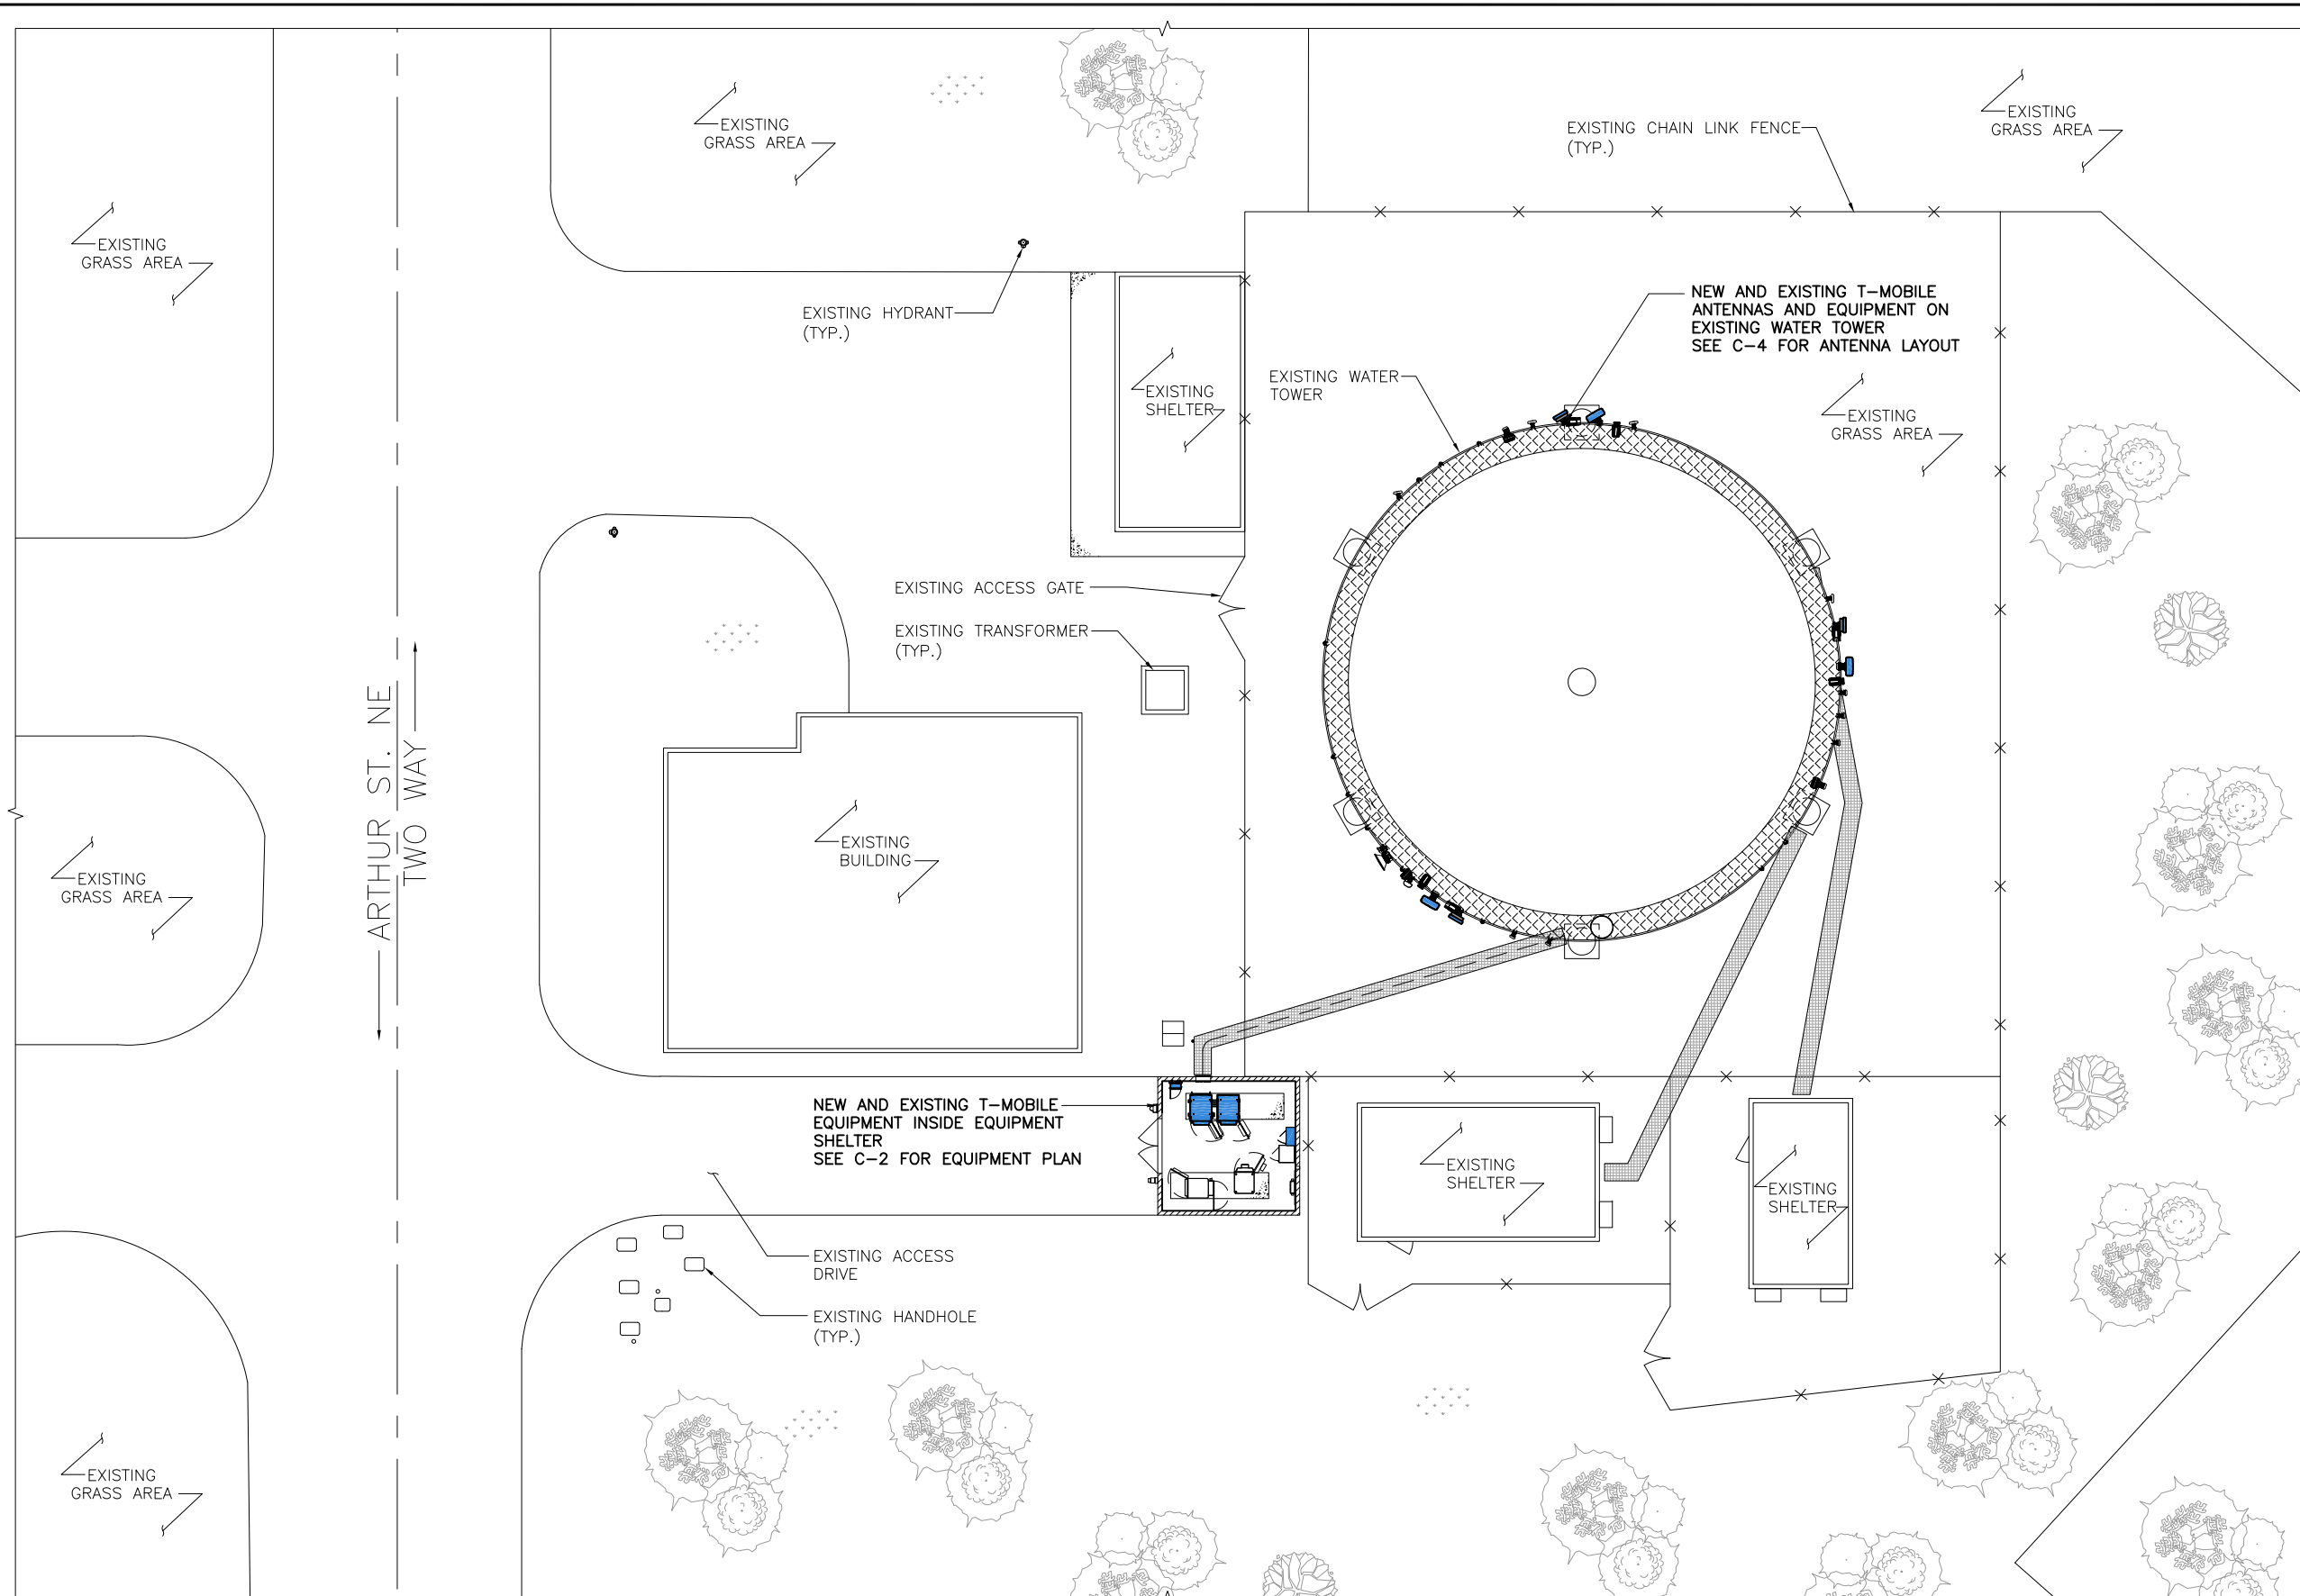 EXISTING
GRASS AREA
EXISTING
GRASS AREA
EXISTING CHAIN LINK FENCE
(TYP.)
EXISTING
GRASS AREA
EXISTING HYDRANT
(TYP.)
NEW AND EXISTING T-MOBILE
ANTENNAS AND EQUIPMENT ON
EXISTING WATER TOWER
SEE C-4 FOR ANTENNA LAYOUT
EXISTING WATER
TOWER
EXISTING
SHELTER
EXISTING
GRASS AREA
EXISTING ACCESS GATE
EXISTING TRANSFORMER
(TYP.)
ARTHUR ST. NE
TWO WAY
EXISTING
BUILDING
EXISTING
GRASS AREA
NEW AND EXISTING T-MOBILE
EQUIPMENT INSIDE EQUIPMENT
SHELTER
SEE C-2 FOR EQUIPMENT PLAN
EXISTING
SHELTER
EXISTING
SHELTER
EXISTING ACCESS
DRIVE
EXISTING HANDHOLE
(TYP.)
EXISTING
GRASS AREA